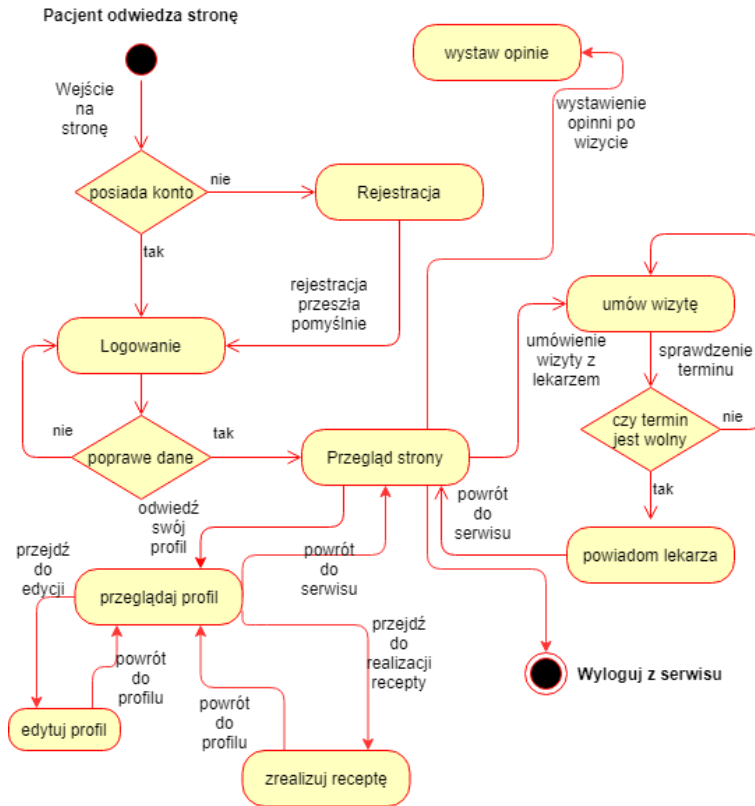 Pacjent odwiedza stronę
wystaw opinie
Wejście
na
stronę
wystawienie
opinni po
wizycie
posiada konto
nie
Rejestracja
tak
rejestracja
przeszła
pomyślnie
umów wizytę
Logowanie
umówienie
wizyty z
lekarzem
sprawdzenie
terminu
nie
poprawe dane
tak
Przegląd strony
czy termin
jest wolny
nie
tak
odwiedź
swój
profil
powrót
do
serwisu
powiadom lekarza
przejdź
do
edycji
powrót
do
serwisu
przeglądaj profil
przejdź
do
realizacji
recepty
powrót
do
profilu
Wyloguj z serwisu
edytuj profil
powrót
do
profilu
zrealizuj receptę